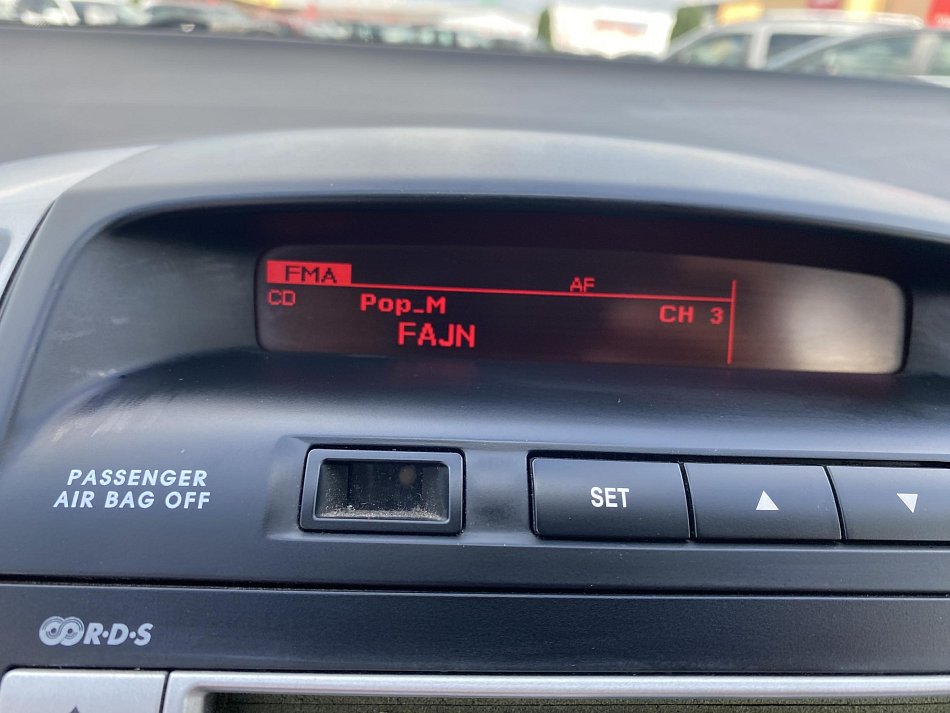 FMA
AF
CD
Pop_M
CH 3
FAJN
PASSENGER
AIR BAG OFF
SET
R·D·S